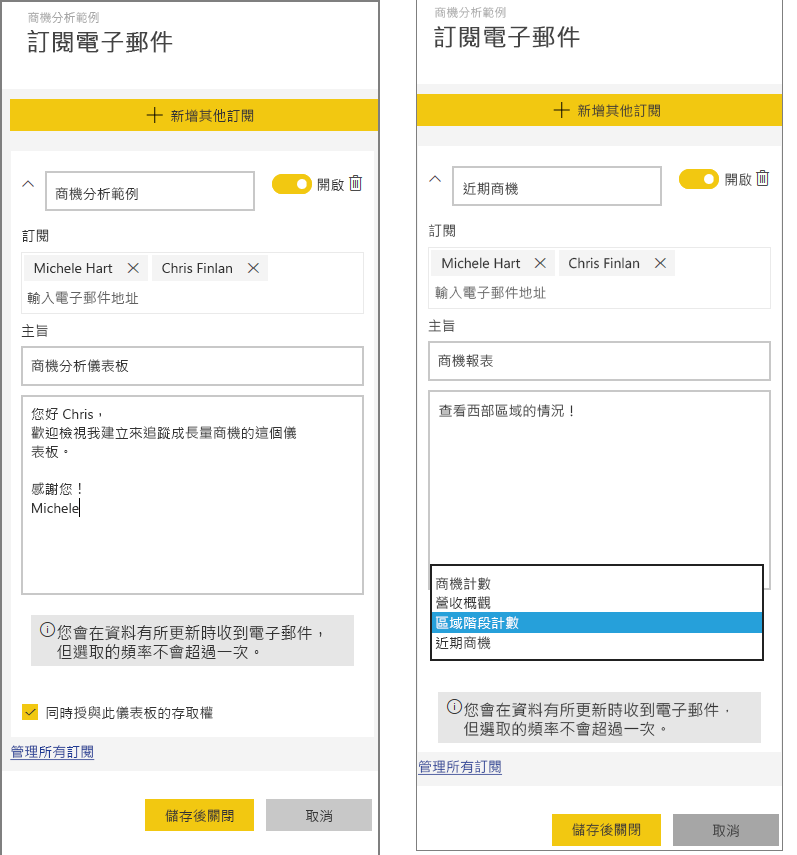 商機分析範例
訂閱電子郵件
新增其他訂閱
商機分析範例
開啟
訂閱
Michele Hart
Chris Finlan
輸入電子郵件地址
主旨
商機分析儀表板
您好 Chris，
歡迎檢視我建立來追蹤成長量商機的這個儀
表板。
感謝您！
Michele
您會在資料有所更新時收到電子郵件，
但選取的頻率不會超過一次。
同時授與此儀表板的存取權
管理所有訂閱
儲存後關閉
取消
商機分析範例
訂閱電子郵件
新增其他訂閱
近期商機
開啟
訂閱
Michele Hart
Chris Finlan
輸入電子郵件地址
主旨
商機報表
查看西部區域的情況！
商機計數
營收概觀
區域階段計數
近期商機
您會在資料有所更新時收到電子郵件，
但選取的頻率不會超過一次。
管理所有訂閱
儲存後關閉
取消